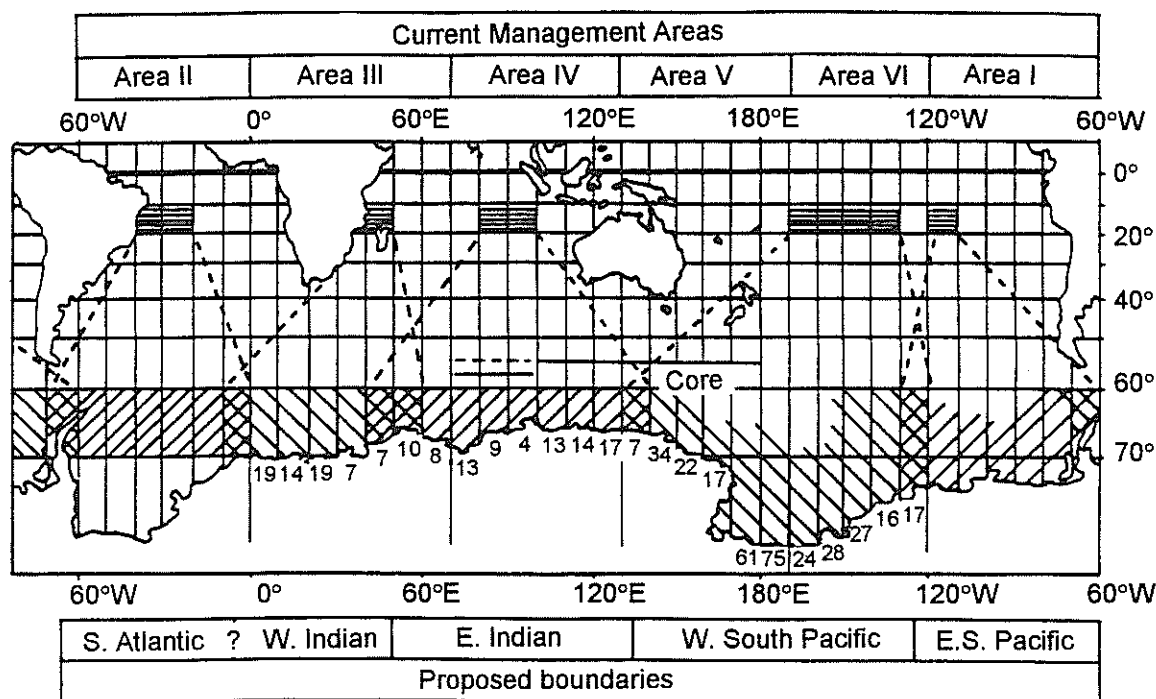 Current Management Areas
Area II Area III Area IV Area V Area VI Area I
60°W 0° 60°E 120°E 180°E 120°W 60°W
0°
20°
40°
Core
60°
70°
19 14 19 7 7 10 8 13 9 4 13 14 17 7 34 22 17 61 75 24 28 27 16 17
60°W 0° 60°E 120°E 180°E 120°W 60°W
S. Atlantic ? W. Indian E. Indian W. South Pacific E.S. Pacific
Proposed boundaries